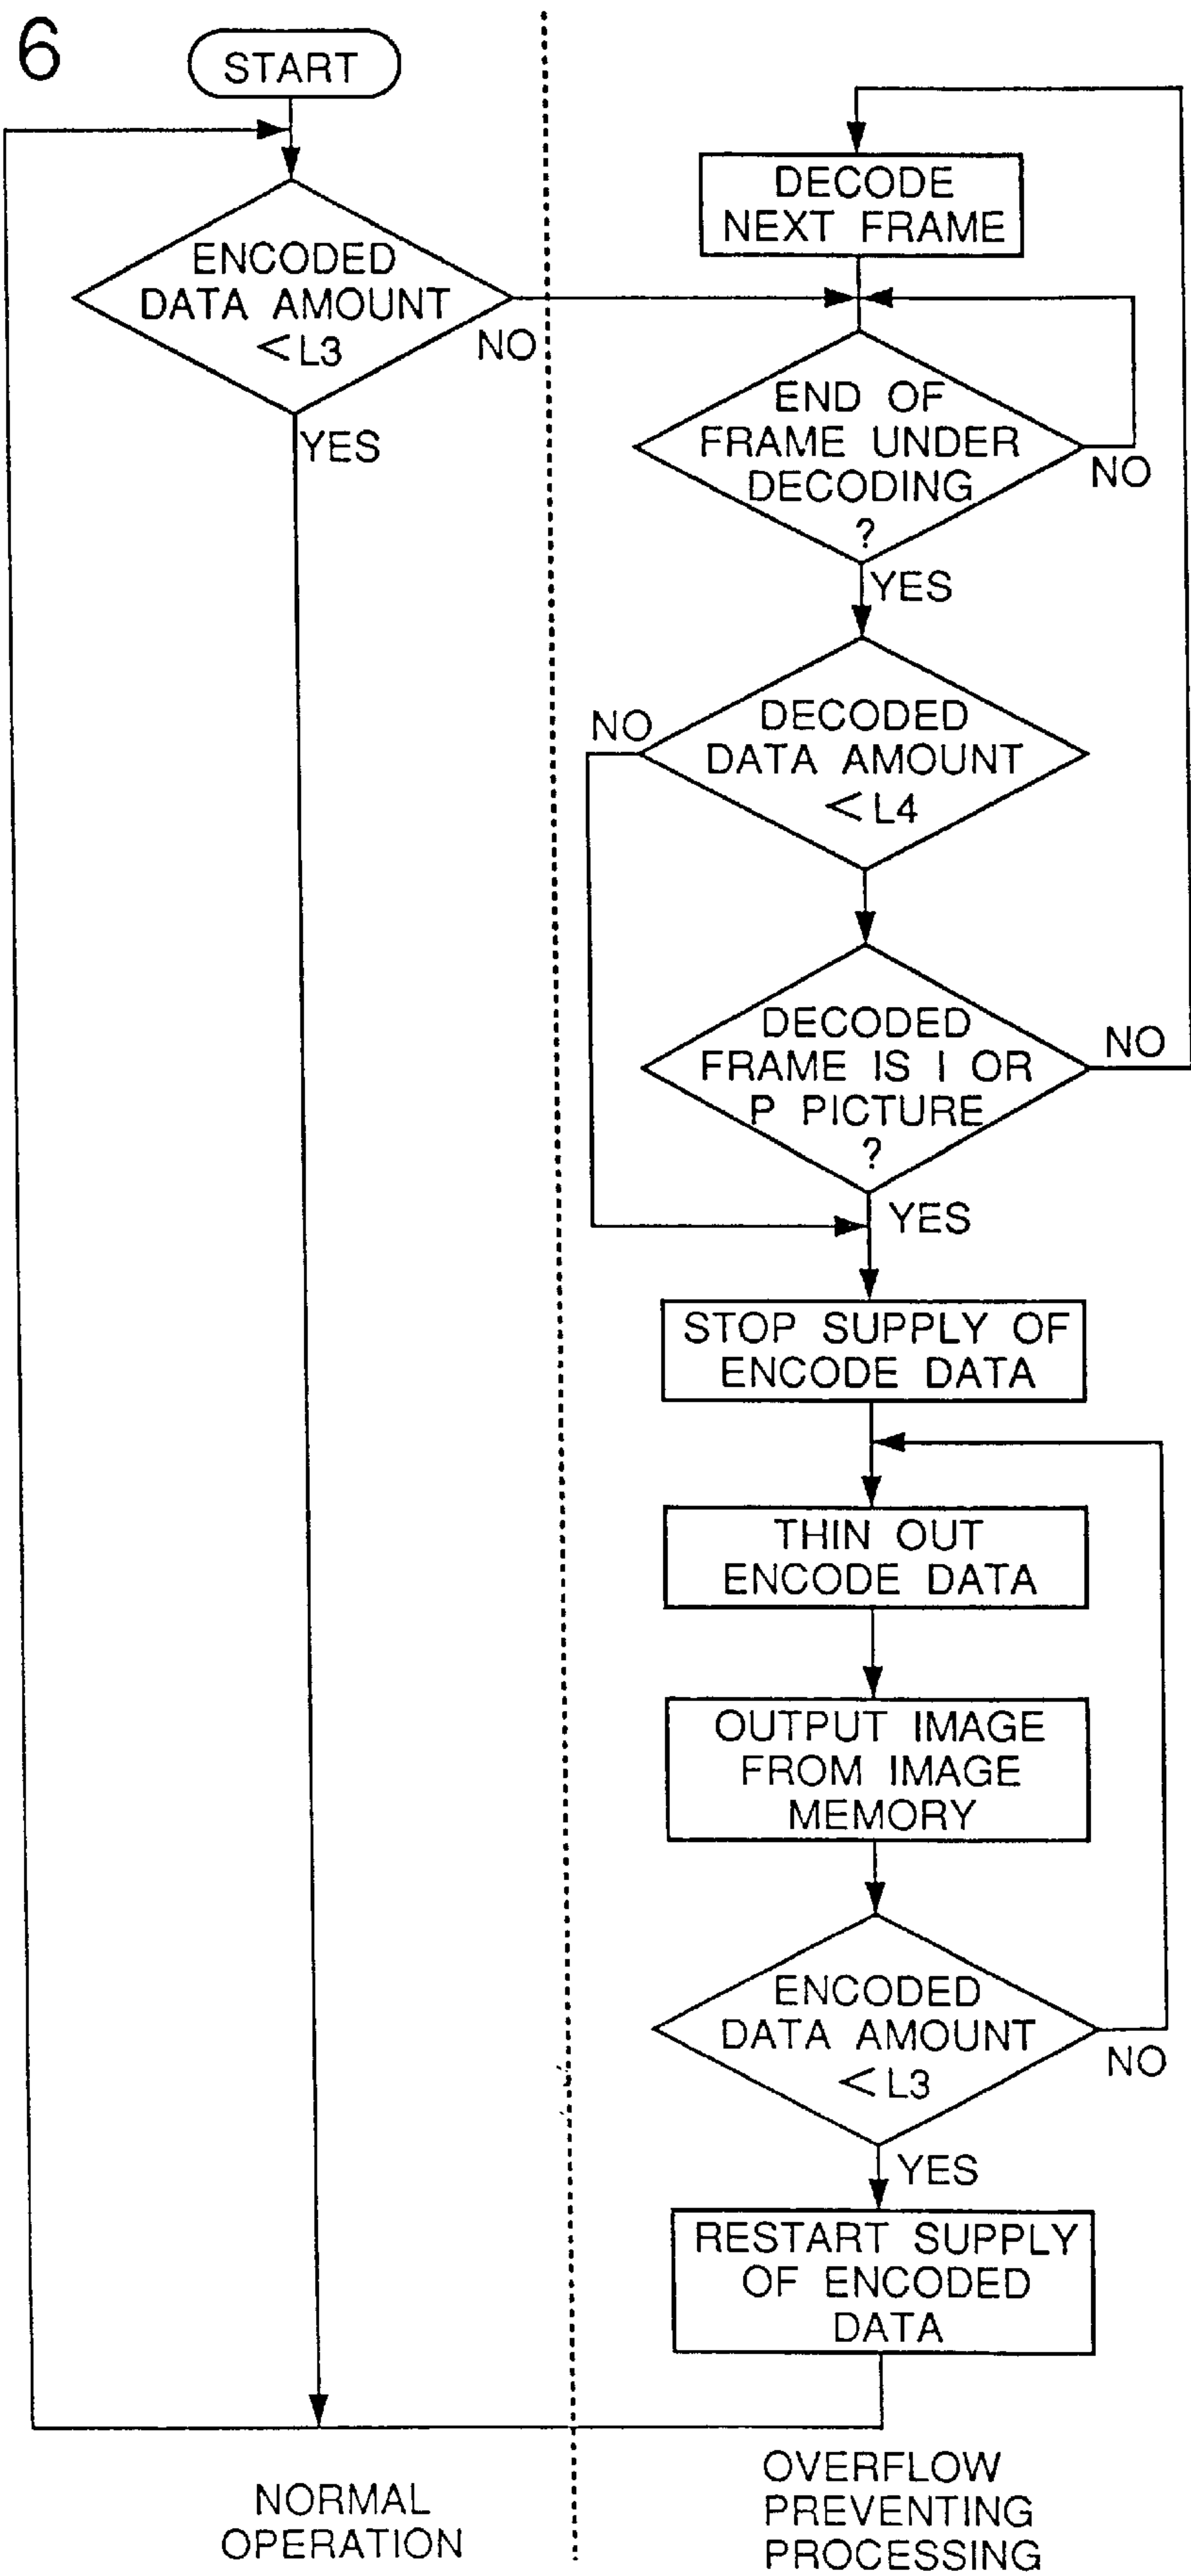 6
START
ENCODED
DATA AMOUNT
< L3
NO
YES
DECODE
NEXT FRAME
END OF
FRAME UNDER
DECODING
?
NO
YES
DECODED
DATA AMOUNT
< L4
NO
DECODED
FRAME IS I OR
P PICTURE
?
NO
YES
STOP SUPPLY OF
ENCODE DATA
THIN OUT
ENCODE DATA
OUTPUT IMAGE
FROM IMAGE
MEMORY
ENCODED
DATA AMOUNT
< L3
NO
YES
RESTART SUPPLY
OF ENCODED
DATA
NORMAL
OPERATION
OVERFLOW
PREVENTING
PROCESSING